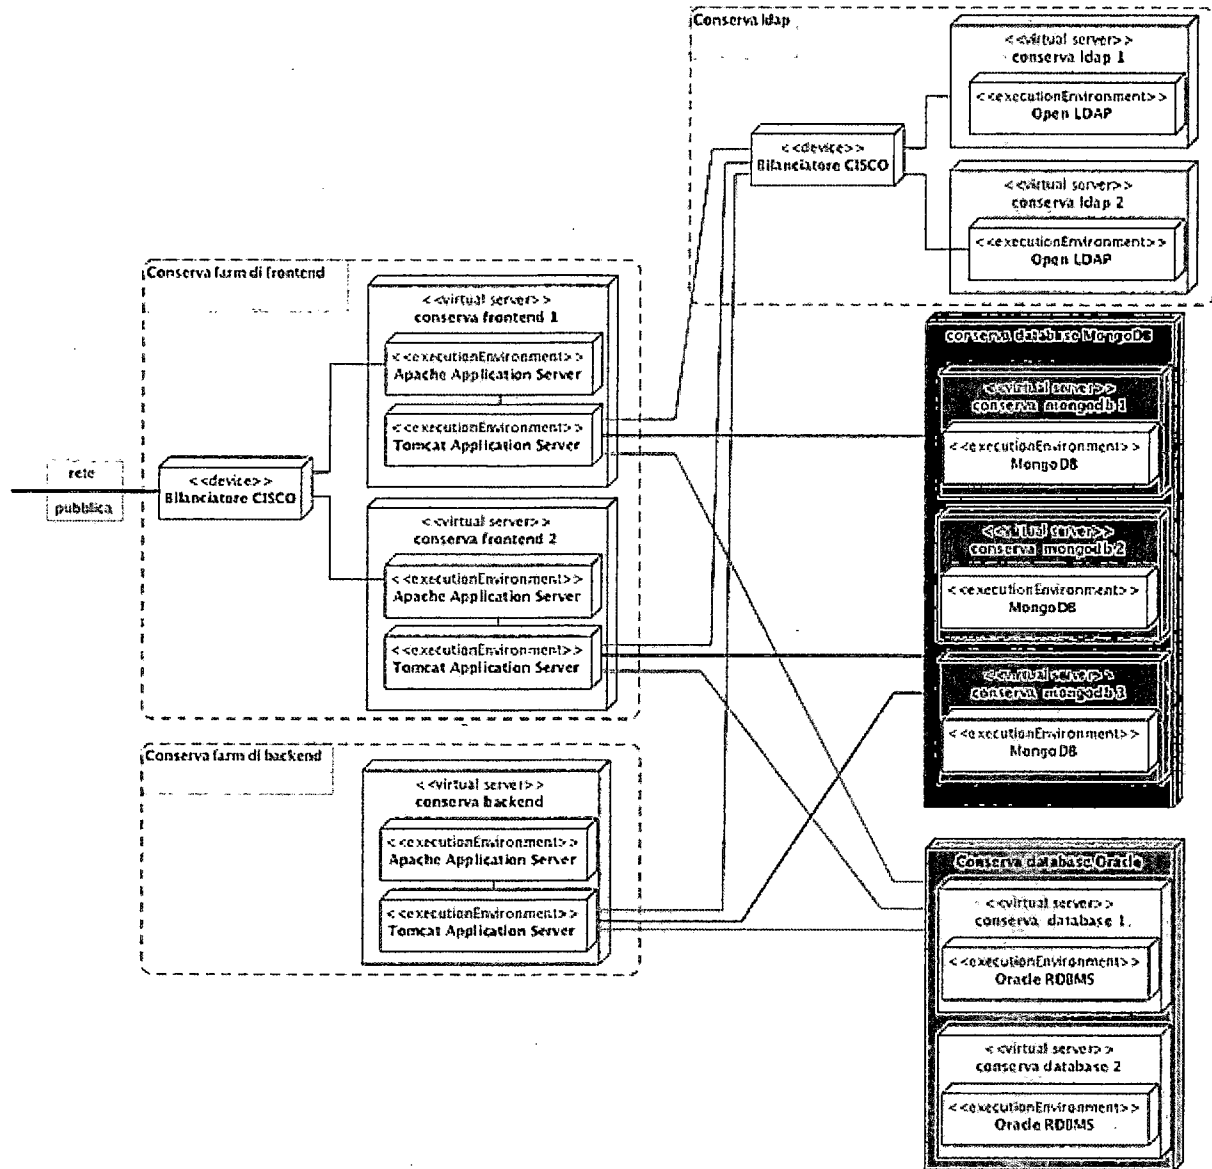 Conserva ldap
< <virtual server> >
conserva ldap 1
< <executionEnvironment> >
Open LDAP
< <device> >
Bilanciatore CISCO
< <virtual server> >
conserva ldap 2
< <executionEnvironment> >
Open LDAP
Conserva farm di frontend
< <virtual server> >
conserva frontend 1
< <executionEnvironment> >
Apache Application Server
< <executionEnvironment> >
Tomcat Application Server
rete
pubblica
< <device> >
Bilanciatore CISCO
< <virtual server> >
conserva frontend 2
< <executionEnvironment> >
Apache Application Server
< <executionEnvironment> >
Tomcat Application Server
conserva database MongoDB
< <virtual server> >
conserva mongodb 1
< <executionEnvironment> >
MongoDB
< <virtual server> >
conserva mongodb 2
< <executionEnvironment> >
MongoDB
< <virtual server> >
conserva mongodb 3
< <executionEnvironment> >
MongoDB
Conserva farm di backend
< <virtual server> >
conserva backend
< <executionEnvironment> >
Apache Application Server
< <executionEnvironment> >
Tomcat Application Server
Conserva database Oracle
< <virtual server> >
conserva database 1
< <executionEnvironment> >
Oracle RDBMS
< <virtual server> >
conserva database 2
< <executionEnvironment> >
Oracle RDBMS